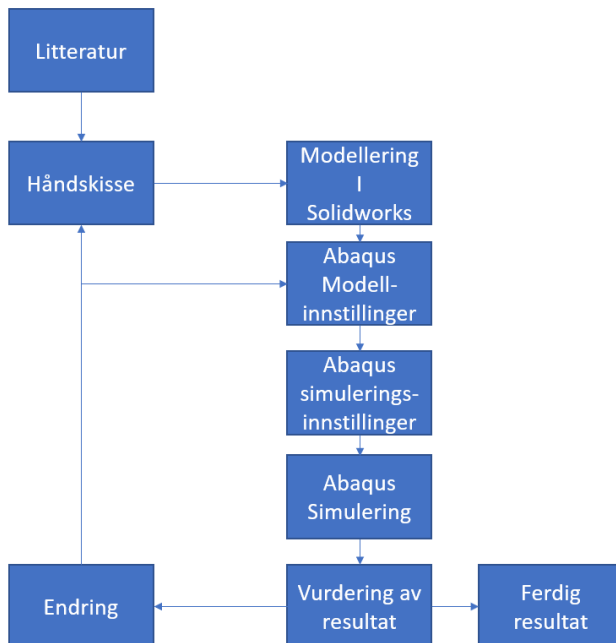 Litteratur
Håndskisse
Modellering
I
Solidworks
Abaqus
Modell-
innstillinger
Abaqus
simulerings-
innstillinger
Abaqus
Simulering
Endring
Vurdering av
resultat
Ferdig
resultat